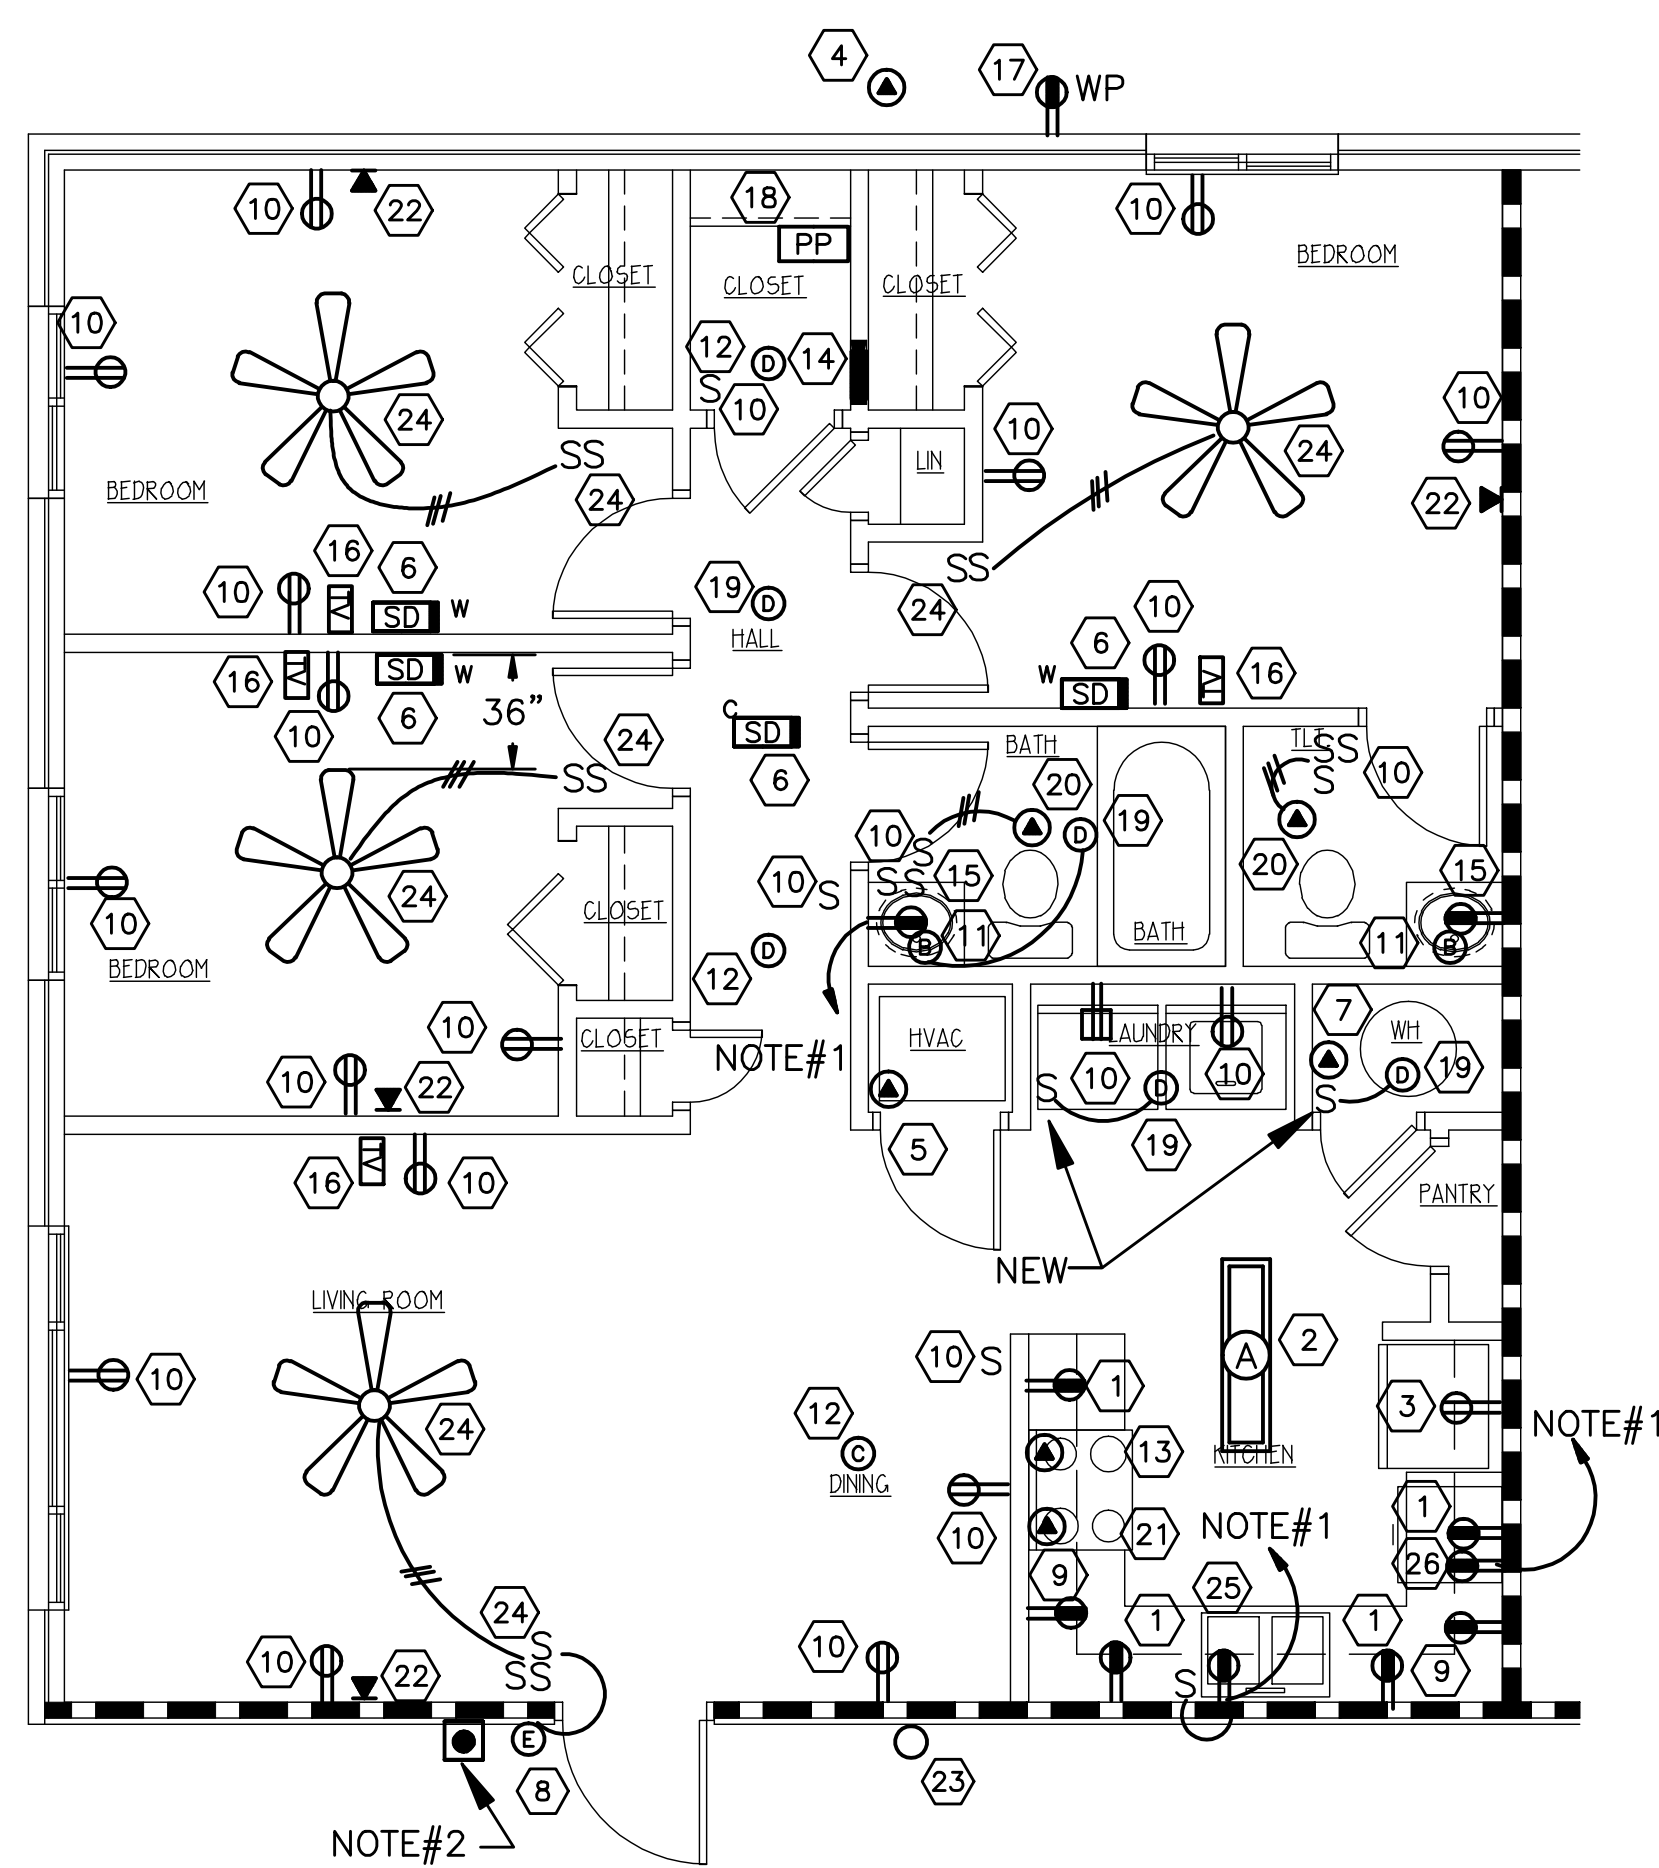 4
17
WP
10
22
18
10
PP
BEDROOM
CLOSET
CLOSET
CLOSET
10
12
D
14
S
10
10
24
10
24
SS
LIN
BEDROOM
24
22
16
SS
6
10
SD
W
19
D
24
10
HALL
6
16
TV
SD
W
TV
10
36"
6
W
SD
TV
16
C
SD
24
BATH
TLT.
SS
10
6
20
S
SS
10
D
19
20
24
10
S
15
15
S
SS
10
CLOSET
BATH
11
B
11
B
BEDROOM
12
D
10
CLOSET
NOTE#1
HVAC
LAUNDRY
7
WH
10
22
S
10
D
10
S
D
19
5
19
TV
16
10
PANTRY
NEW
LIVING ROOM
10
S
1
A
2
10
24
12
3
C
13
NOTE#1
DINING
KITCHEN
10
21
NOTE#1
1
26
9
25
24
S
SS
10
1
1
10
22
S
9
E
8
23
NOTE#2